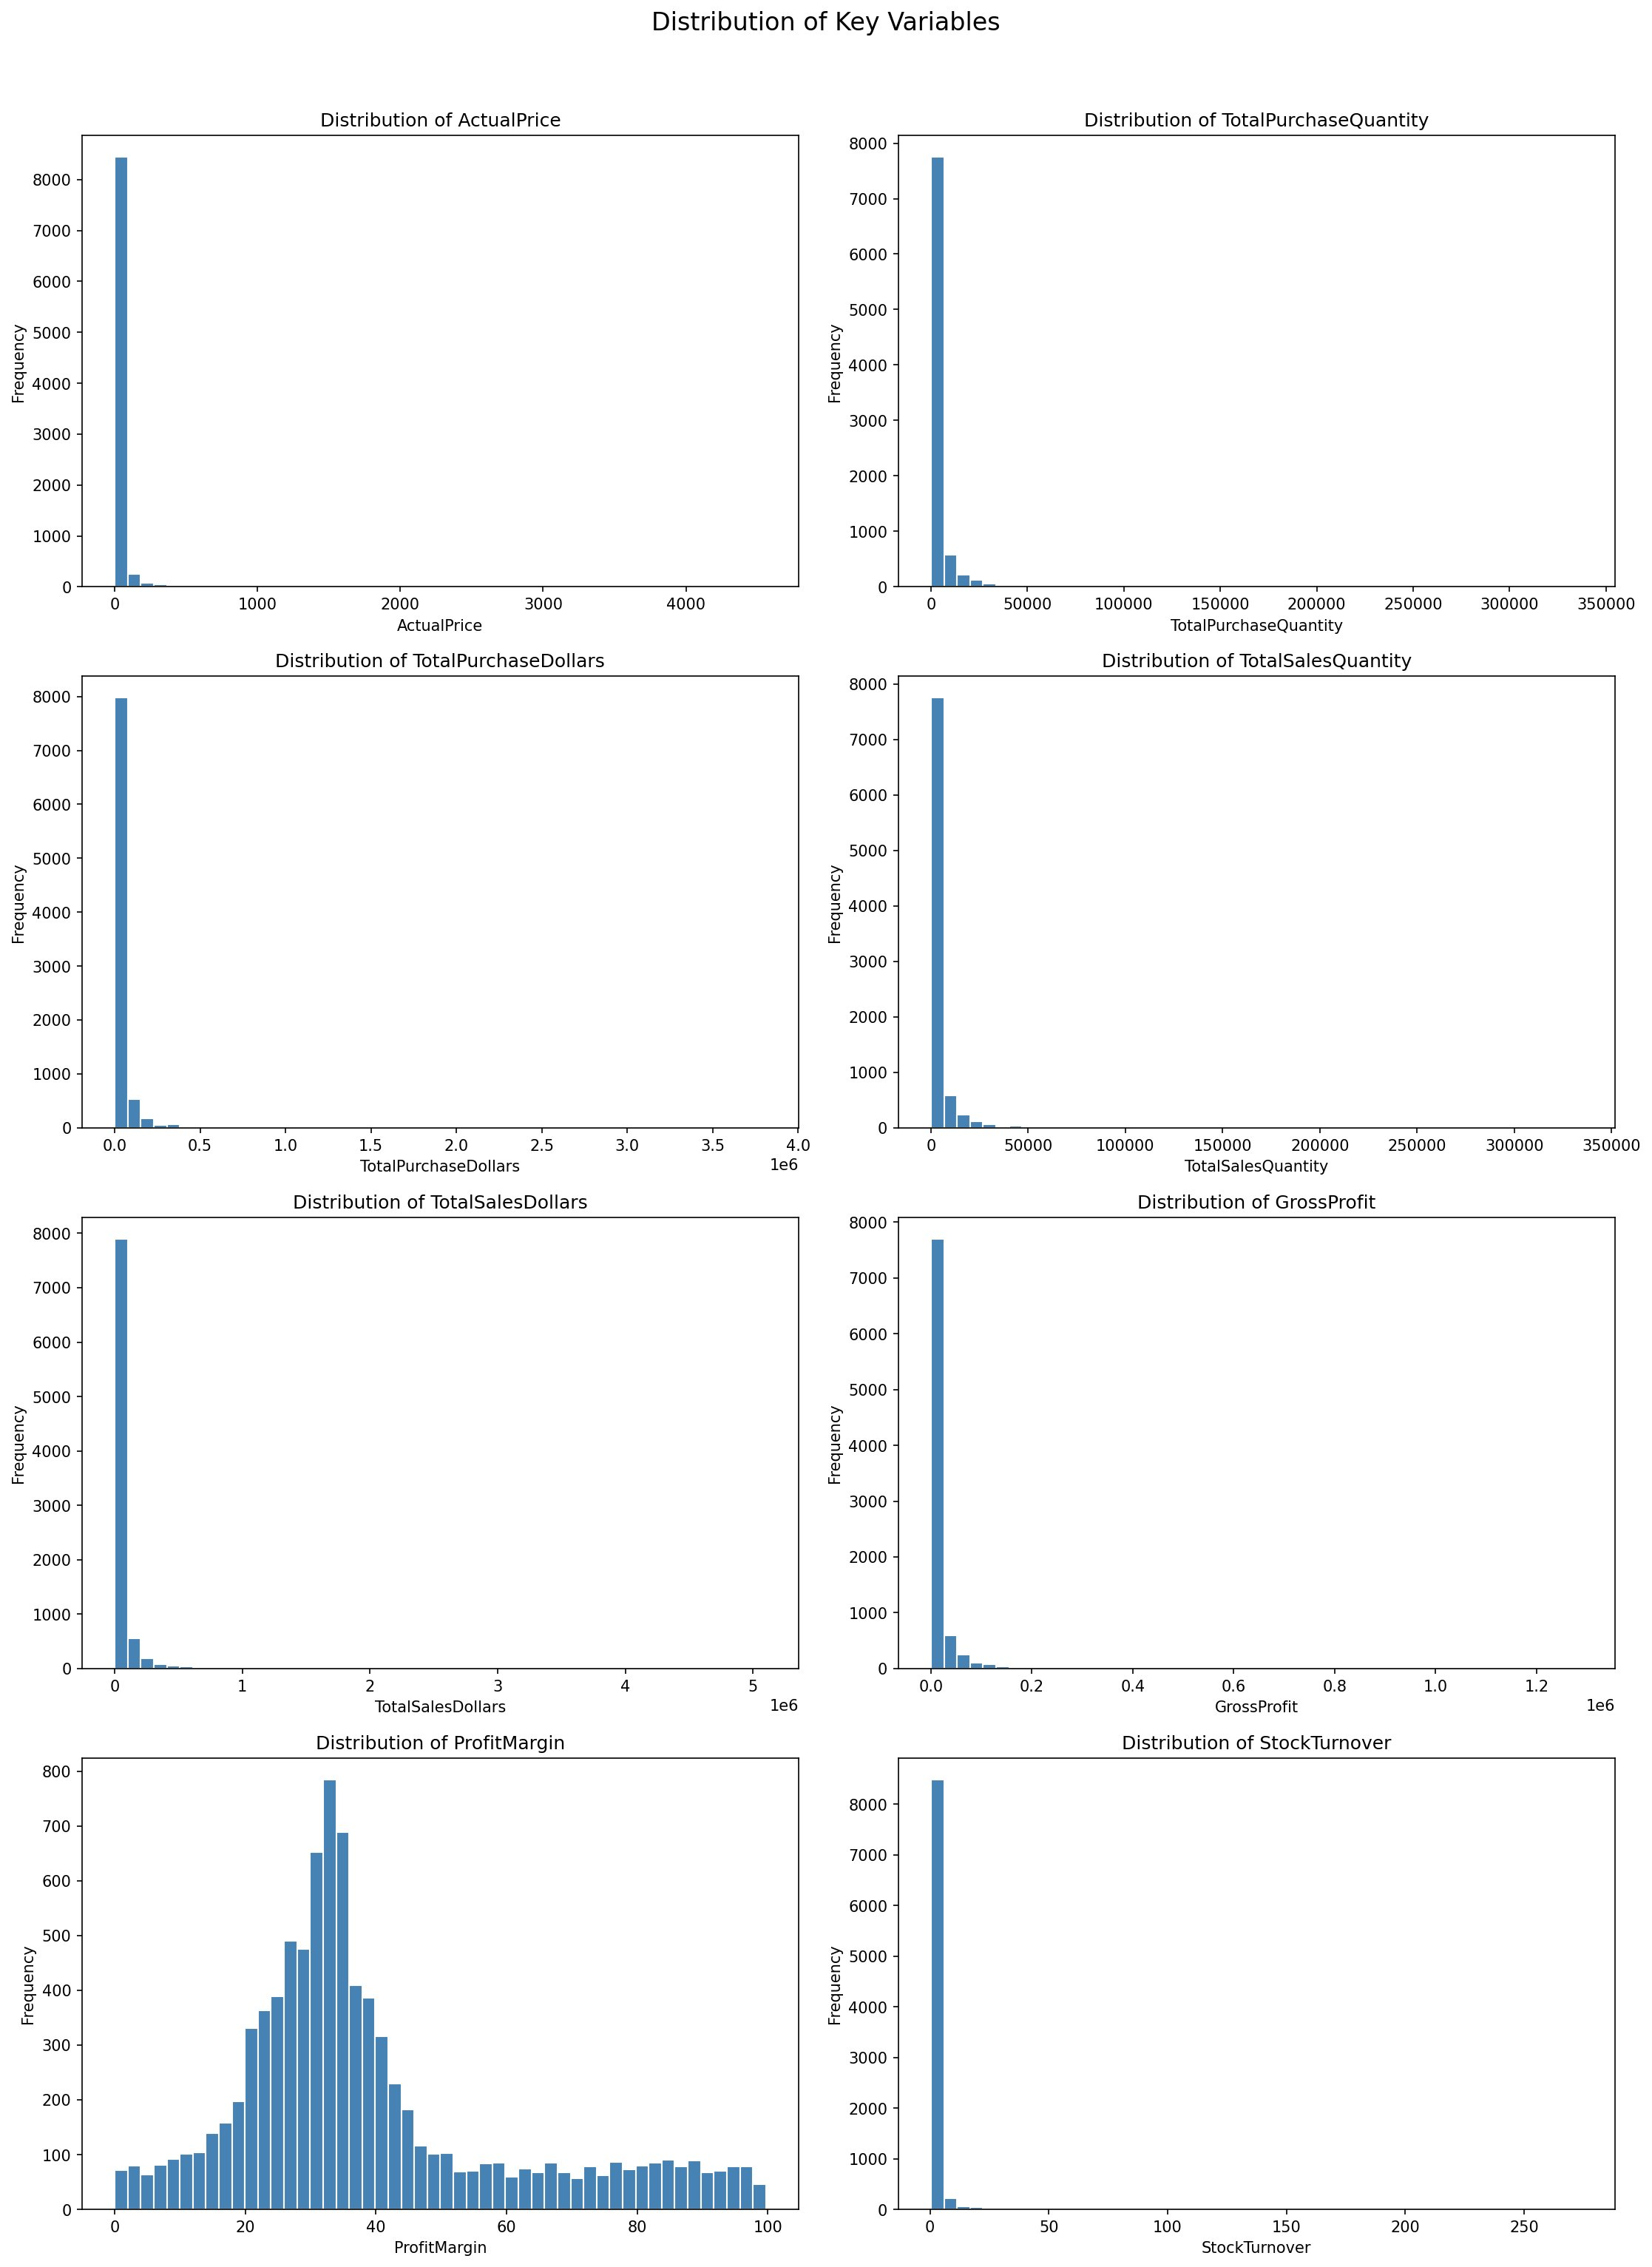 Distribution of Key Variables
Distribution of ActualPrice
Frequency
8000
7000
6000
5000
4000
3000
2000
1000
0
0 1000 2000 3000 4000
ActualPrice
Distribution of TotalPurchaseQuantity
Frequency
8000
7000
6000
5000
4000
3000
2000
1000
0
0 50000 100000 150000 200000 250000 300000 350000
TotalPurchaseQuantity
Distribution of TotalPurchaseDollars
Frequency
8000
7000
6000
5000
4000
3000
2000
1000
0
0.0 0.5 1.0 1.5 2.0 2.5 3.0 3.5 4.0
1e6
TotalPurchaseDollars
Distribution of TotalSalesQuantity
Frequency
8000
7000
6000
5000
4000
3000
2000
1000
0
0 50000 100000 150000 200000 250000 300000 350000
TotalSalesQuantity
Distribution of TotalSalesDollars
Frequency
8000
7000
6000
5000
4000
3000
2000
1000
0
0 1 2 3 4 5
1e6
TotalSalesDollars
Distribution of GrossProfit
Frequency
8000
7000
6000
5000
4000
3000
2000
1000
0
0.0 0.2 0.4 0.6 0.8 1.0 1.2
1e6
GrossProfit
Distribution of ProfitMargin
Frequency
800
700
600
500
400
300
200
100
0
0 20 40 60 80 100
ProfitMargin
Distribution of StockTurnover
Frequency
8000
7000
6000
5000
4000
3000
2000
1000
0
0 50 100 150 200 250
StockTurnover